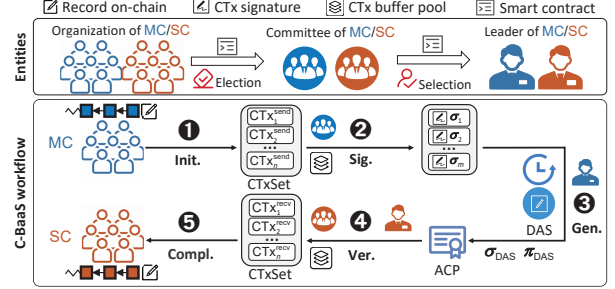 Record on-chain CTx signature CTx buffer pool Smart contract
Entities
Organization of MC/SC
Committee of MC/SC
Leader of MC/SC
Election
Selection
C-BaaS workflow
MC
❶
Init.
CTx₁ˢᵉⁿᵈ
CTx₂ˢᵉⁿᵈ
...
CTxₙˢᵉⁿᵈ
CTxSet
❷
Sig.
σ₁
σ₂
...
σₘ
DAS
❸
Gen.
σ_DAS π_DAS
ACP
❹
Ver.
CTx₁ʳᵉᶜᵛ
CTx₂ʳᵉᶜᵛ
...
CTxₙʳᵉᶜᵛ
CTxSet
❺
Compl.
SC